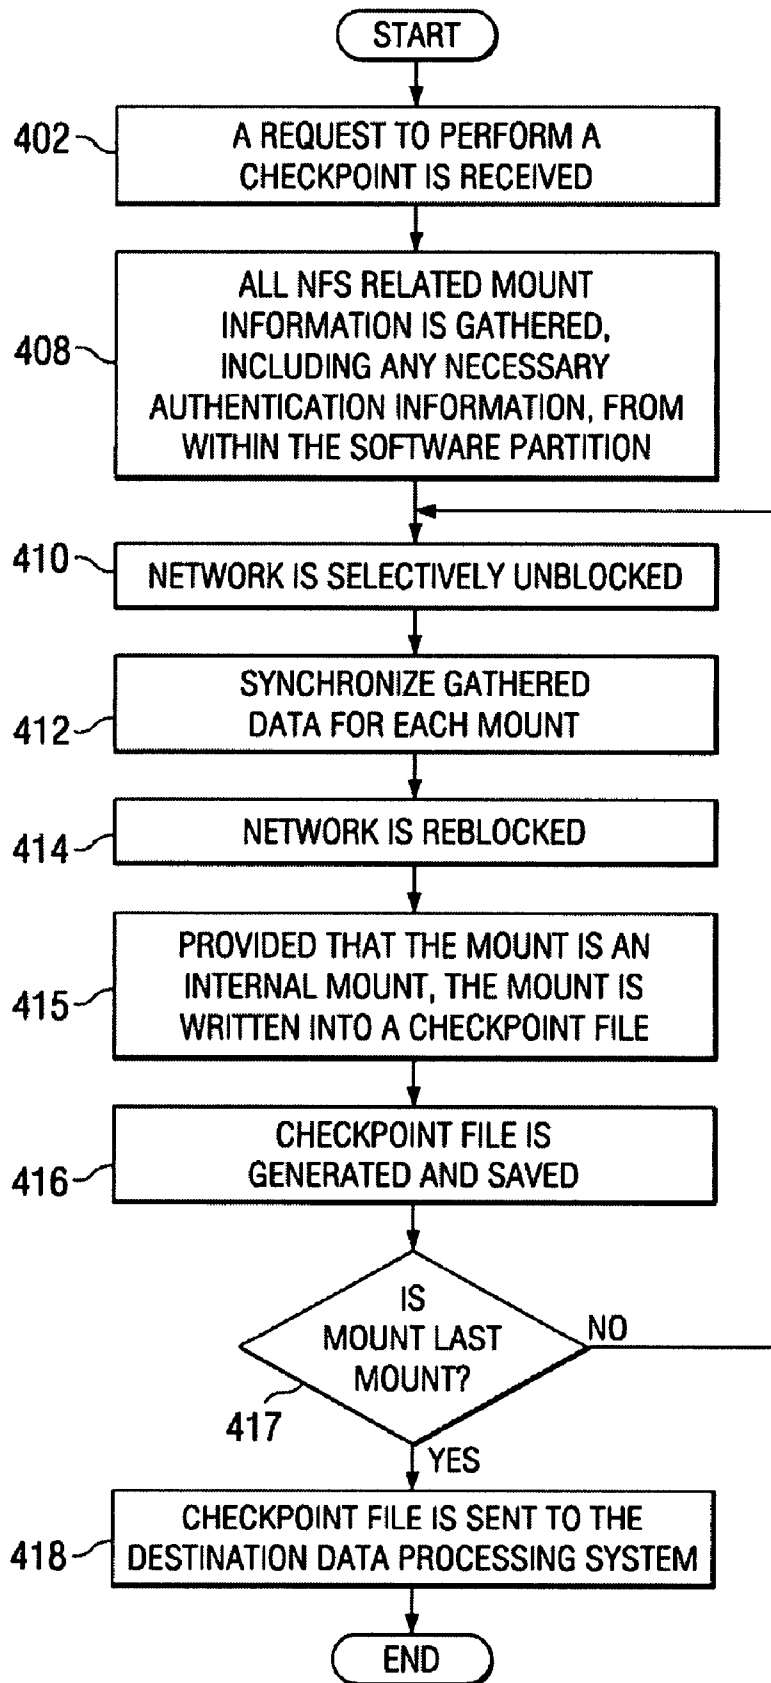 START
402
A REQUEST TO PERFORM A
CHECKPOINT IS RECEIVED
408
ALL NFS RELATED MOUNT
INFORMATION IS GATHERED,
INCLUDING ANY NECESSARY
AUTHENTICATION INFORMATION, FROM
WITHIN THE SOFTWARE PARTITION
410
NETWORK IS SELECTIVELY UNBLOCKED
412
SYNCHRONIZE GATHERED
DATA FOR EACH MOUNT
414
NETWORK IS REBLOCKED
415
PROVIDED THAT THE MOUNT IS AN
INTERNAL MOUNT, THE MOUNT IS
WRITTEN INTO A CHECKPOINT FILE
416
CHECKPOINT FILE IS
GENERATED AND SAVED
IS
MOUNT LAST
MOUNT?
NO
417
YES
418
CHECKPOINT FILE IS SENT TO THE
DESTINATION DATA PROCESSING SYSTEM
END